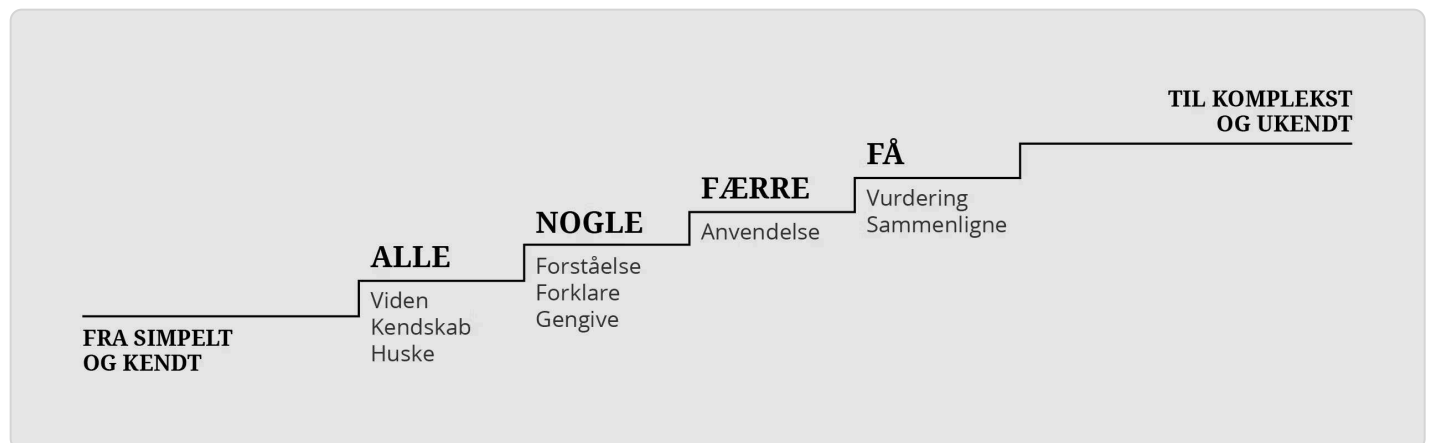 FRA SIMPELT
OG KENDT
ALLE
Viden
Kendskab
Huske
NOGLE
Forståelse
Forklare
Gengive
FÆRRE
Anvendelse
FÅ
Vurdering
Sammenligne
TIL KOMPLEKST
OG UKENDT